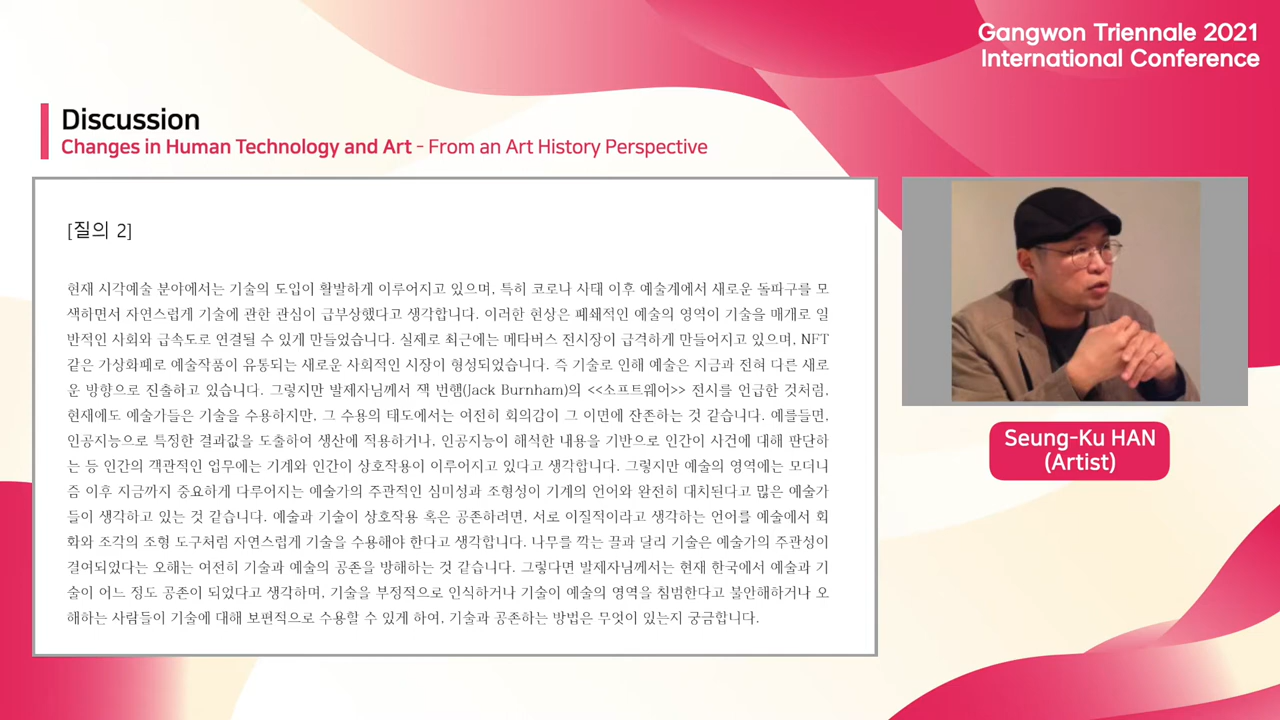 Gangwon Triennale 2021
International Conference
Discussion
Changes in Human Technology and Art - From an Art History Perspective
[질의 2]
현재 시각예술 분야에서는 기술의 도입이 활발하게 이루어지고 있으며, 특히 코로나 사태 이후 예술계에서 새로운 돌파구를 모
색하면서 자연스럽게 기술에 관한 관심이 급부상했다고 생각합니다. 이러한 현상은 폐쇄적인 예술의 영역이 기술을 매개로 일
반적인 사회와 급속도로 연결될 수 있게 만들었습니다. 실제로 최근에는 메타버스 전시장이 급격하게 만들어지고 있으며, NFT
같은 가상화폐로 예술작품이 유통되는 새로운 사회적인 시장이 형성되었습니다. 즉 기술로 인해 예술은 지금과 전혀 다른 새로
운 방향으로 진출하고 있습니다. 그렇지만 발제자님께서 잭 번햄(Jack Burnham)의 <<소프트웨어>> 전시를 언급한 것처럼,
현재에도 예술가들은 기술을 수용하지만, 그 수용의 태도에서는 여전히 회의감이 그 이면에 잔존하는 것 같습니다. 예를들면,
인공지능으로 특정한 결과값을 도출하여 생산에 적용하거나, 인공지능이 해석한 내용을 기반으로 인간이 사건에 대해 판단하
는 등 인간의 객관적인 업무에는 기계와 인간이 상호작용이 이루어지고 있다고 생각합니다. 그렇지만 예술의 영역에는 모더니
즘 이후 지금까지 중요하게 다루어지는 예술가의 주관적인 심미성과 조형성이 기계의 언어와 완전히 대치된다고 많은 예술가
들이 생각하고 있는 것 같습니다. 예술과 기술이 상호작용 혹은 공존하려면, 서로 이질적이라고 생각하는 언어를 예술에서 회
화와 조각의 조형 도구처럼 자연스럽게 기술을 수용해야 한다고 생각합니다. 나무를 깍는 끌과 달리 기술은 예술가의 주관성이
결여되었다는 오해는 여전히 기술과 예술의 공존을 방해하는 것 같습니다. 그렇다면 발제자님께서는 현재 한국에서 예술과 기
술이 어느 정도 공존이 되었다고 생각하며, 기술을 부정적으로 인식하거나 기술이 예술의 영역을 침범한다고 불안해하거나 오
해하는 사람들이 기술에 대해 보편적으로 수용할 수 있게 하여, 기술과 공존하는 방법은 무엇이 있는지 궁금합니다.
Seung-Ku HAN
(Artist)